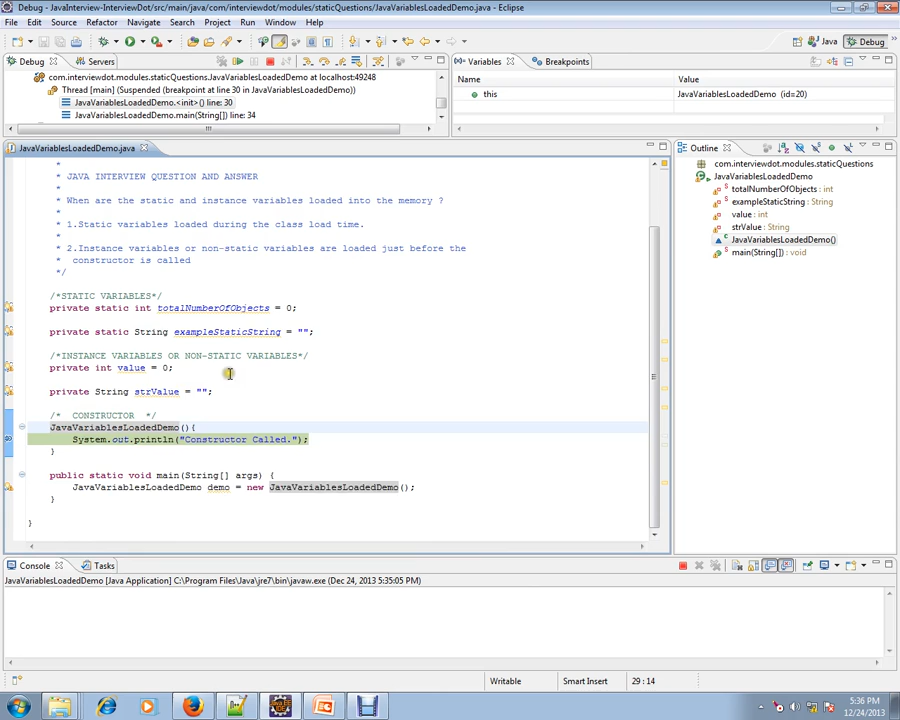 Debug - JavaInterview-InterviewDot/src/main/java/com/interviewdot/modules/staticQuestions/JavaVariablesLoadedDemo.java - Eclipse
File Edit Source Refactor Navigate Search Project Run Window Help
Java Debug
Debug Servers
com.interviewdot.modules.staticQuestions.JavaVariablesLoadedDemo at localhost:49248
Thread [main] (Suspended (breakpoint at line 30 in JavaVariablesLoadedDemo))
JavaVariablesLoadedDemo.<init>() line: 30
JavaVariablesLoadedDemo.main(String[]) line: 34
Variables Breakpoints
Name Value
this JavaVariablesLoadedDemo (id=20)
JavaVariablesLoadedDemo.java
*
* JAVA INTERVIEW QUESTION AND ANSWER
*
* When are the static and instance variables loaded into the memory ?
*
* 1.Static variables loaded during the class load time.
*
* 2.Instance variables or non-static variables are loaded just before the
* constructor is called
*/
/*STATIC VARIABLES*/
private static int totalNumberOfObjects = 0;
private static String exampleStaticString = "";
/*INSTANCE VARIABLES OR NON-STATIC VARIABLES*/
private int value = 0;
private String strValue = "";
/* CONSTRUCTOR */
JavaVariablesLoadedDemo(){
System.out.println("Constructor Called.");
}
public static void main(String[] args) {
JavaVariablesLoadedDemo demo = new JavaVariablesLoadedDemo();
}
}
Outline
com.interviewdot.modules.staticQuestions
JavaVariablesLoadedDemo
totalNumberOfObjects : int
exampleStaticString : String
value : int
strValue : String
JavaVariablesLoadedDemo()
main(String[]) : void
Console Tasks
JavaVariablesLoadedDemo [Java Application] C:\Program Files\Java\jre7\bin\javaw.exe (Dec 24, 2013 5:35:05 PM)
Writable Smart Insert 29 : 14
5:36 PM
12/24/2013